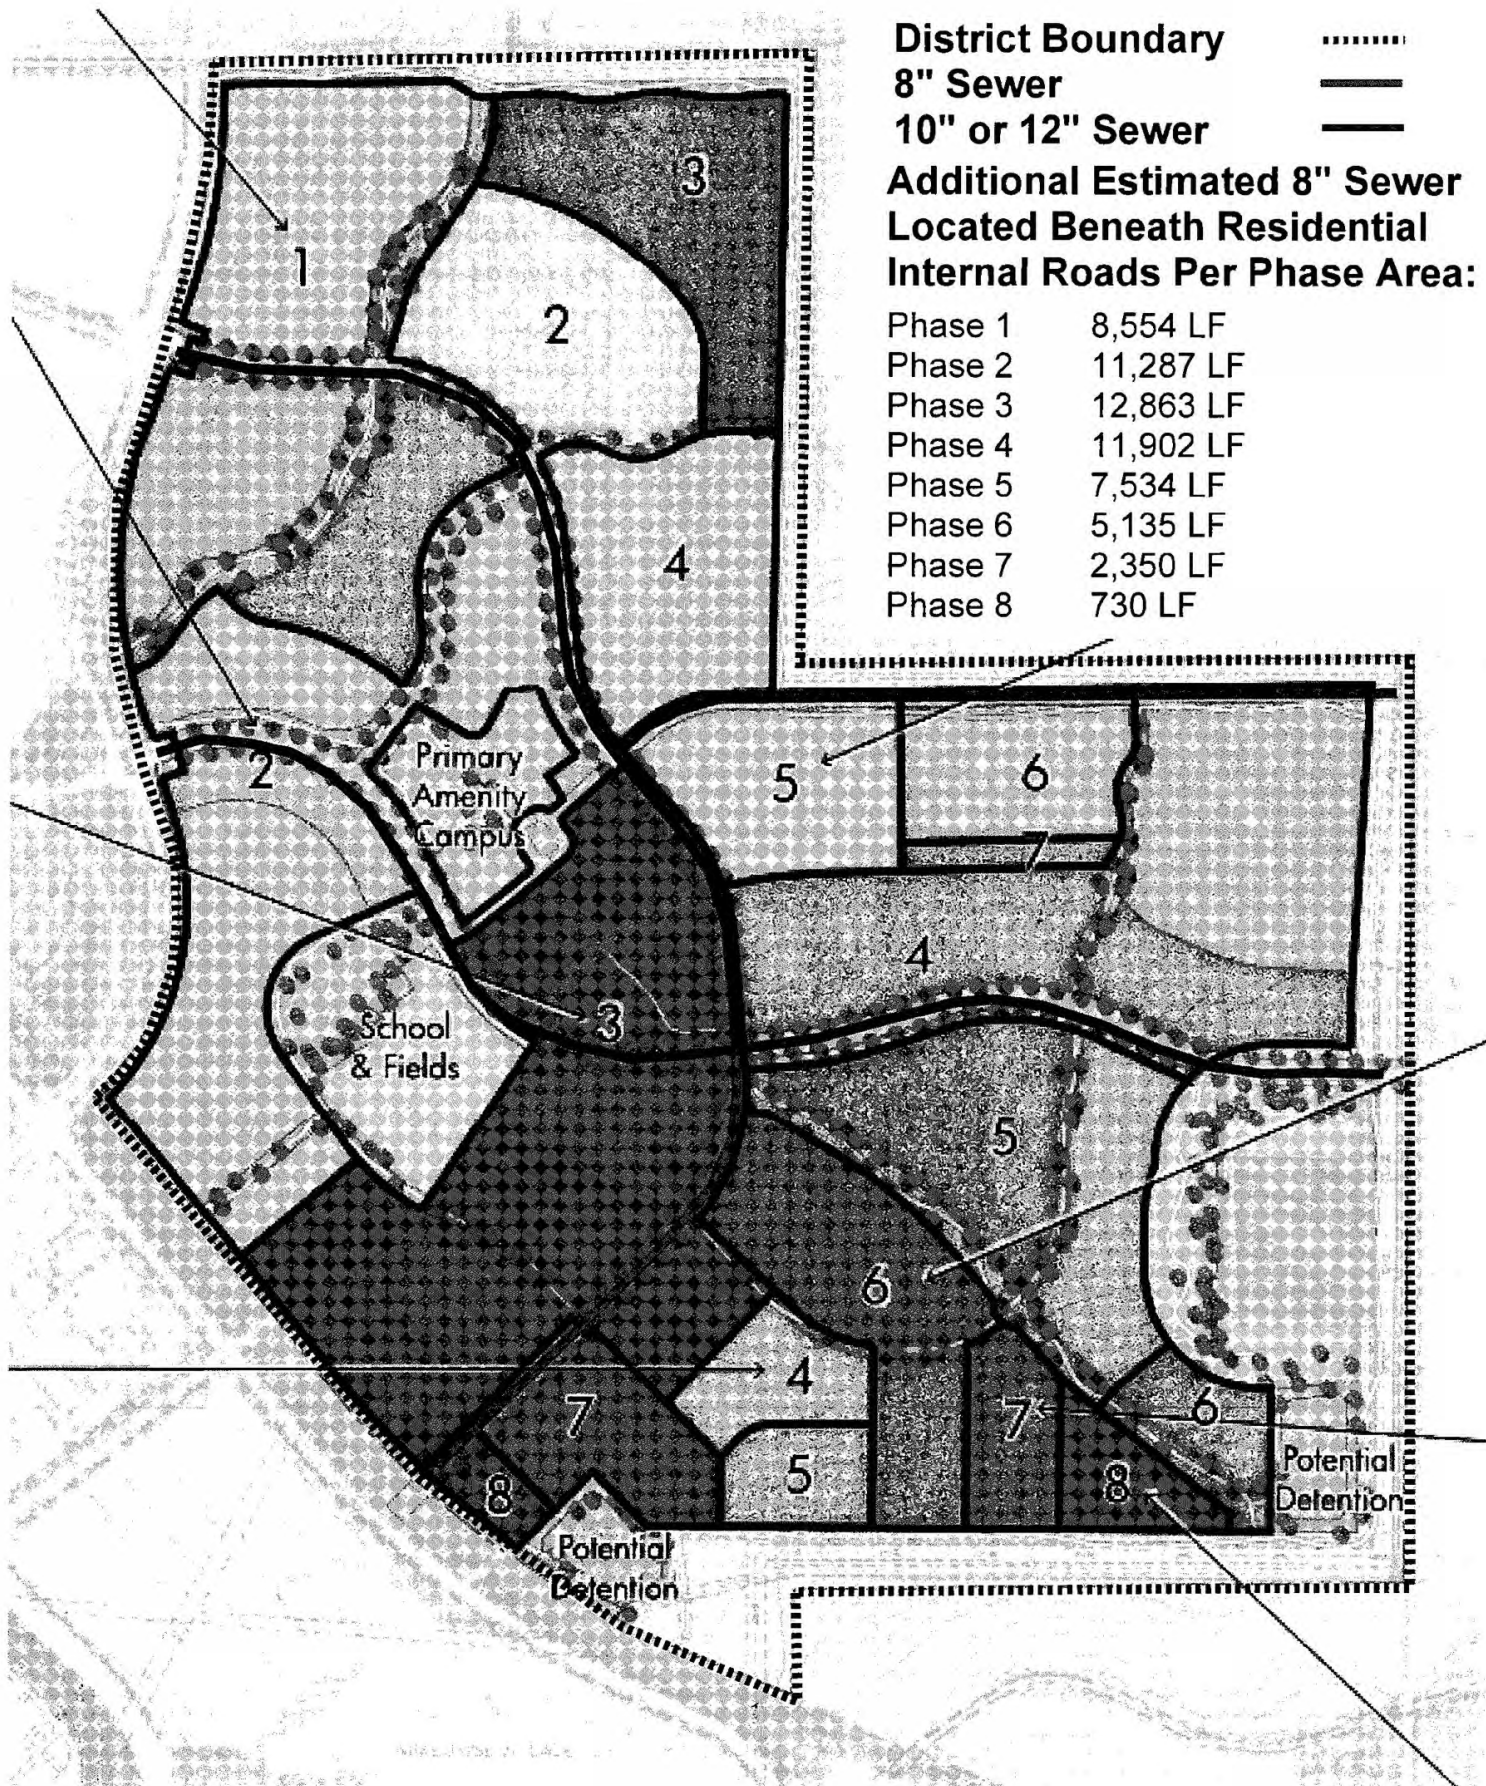 District Boundary
8" Sewer
10" or 12" Sewer
Additional Estimated 8" Sewer
Located Beneath Residential
Internal Roads Per Phase Area:
Phase 1 8,554 LF
Phase 2 11,287 LF
Phase 3 12,863 LF
Phase 4 11,902 LF
Phase 5 7,534 LF
Phase 6 5,135 LF
Phase 7 2,350 LF
Phase 8 730 LF
3
1
2
4
Primary
Amenity
Campus
2
5
6
7
4
3
School
& Fields
5
6
4
7
7
6
5
8
8
Potential
Detention
Potential
Detention